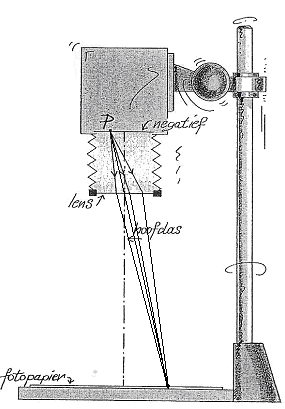 P
negatief
lens
hoofdas
fotopapier